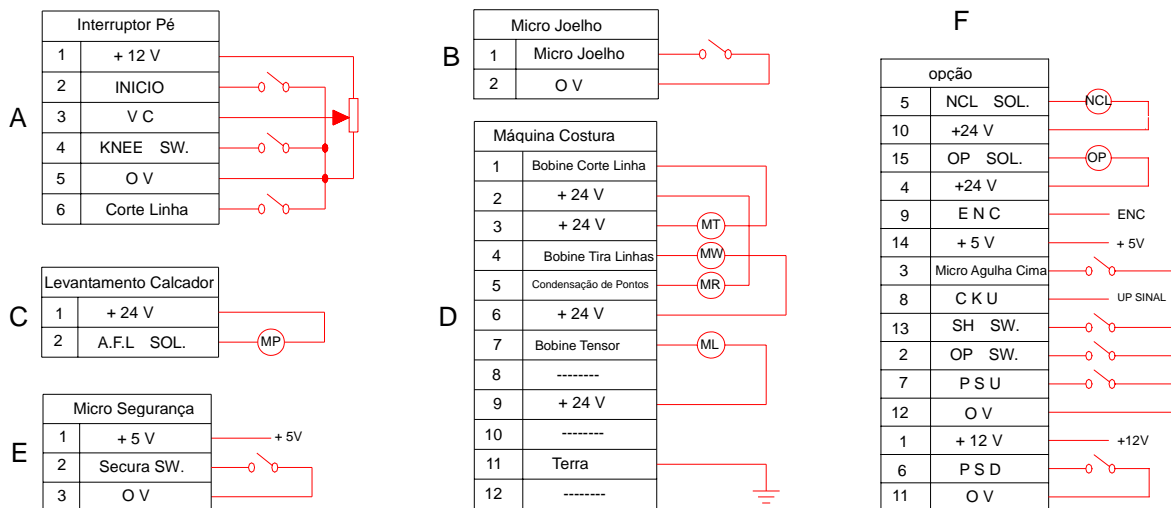 A
Interruptor Pé
1 + 12 V
2 INICIO
3 V C
4 KNEE SW.
5 O V
6 Corte Linha
B
Micro Joelho
1 Micro Joelho
2 O V
C
Levantamento Calcador
1 + 24 V
2 A.F.L SOL. MP
D
Máquina Costura
1 Bobine Corte Linha
2 + 24 V
3 + 24 V MT
4 Bobine Tira Linhas MW
5 Condensação de Pontos MR
6 + 24 V
7 Bobine Tensor ML
8 --------
9 + 24 V
10 --------
11 Terra
12 --------
E
Micro Segurança
1 + 5 V + 5V
2 Secura SW.
3 O V
F
opção
5 NCL SOL. NCL
10 +24 V
15 OP SOL. OP
4 +24 V
9 E N C ENC
14 + 5 V + 5V
3 Micro Agulha Cima
8 C K U UP SINAL
13 SH SW.
2 OP SW.
7 P S U
12 O V
1 + 12 V +12V
6 P S D
11 O V